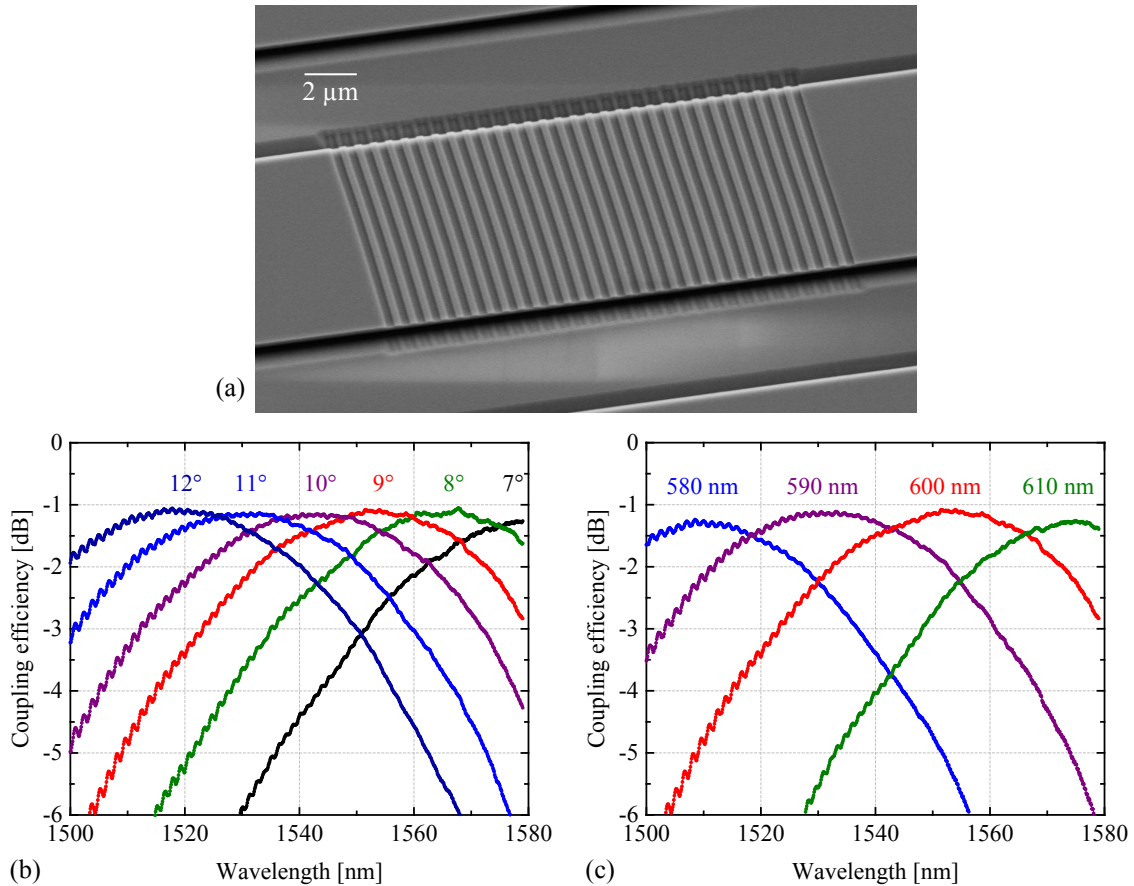 2 µm
(a)
0
-1
-2
-3
-4
-5
-6
Coupling efficiency [dB]
12° 11° 10° 9° 8° 7°
1500 1520 1540 1560 1580
Wavelength [nm]
(b)
0
-1
-2
-3
-4
-5
-6
Coupling efficiency [dB]
580 nm 590 nm 600 nm 610 nm
1500 1520 1540 1560 1580
Wavelength [nm]
(c)